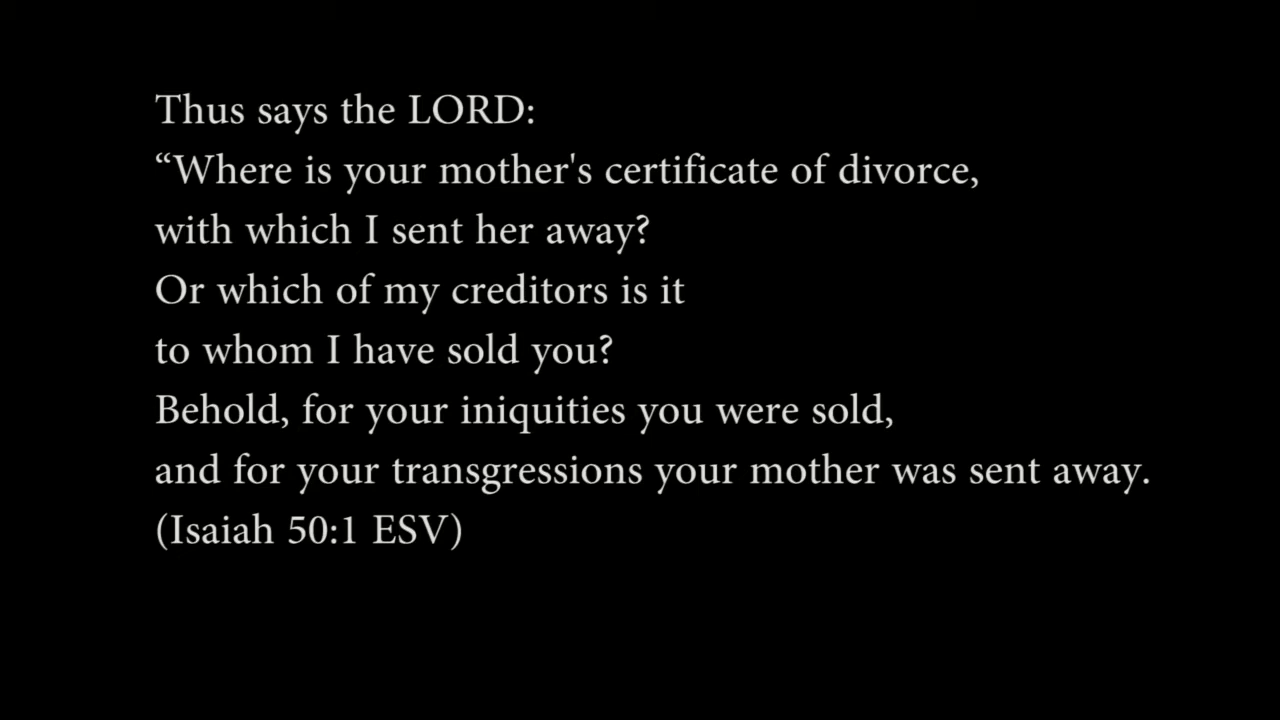 Thus says the LORD:
“Where is your mother's certificate of divorce,
with which I sent her away?
Or which of my creditors is it
to whom I have sold you?
Behold, for your iniquities you were sold,
and for your transgressions your mother was sent away.
(Isaiah 50:1 ESV)